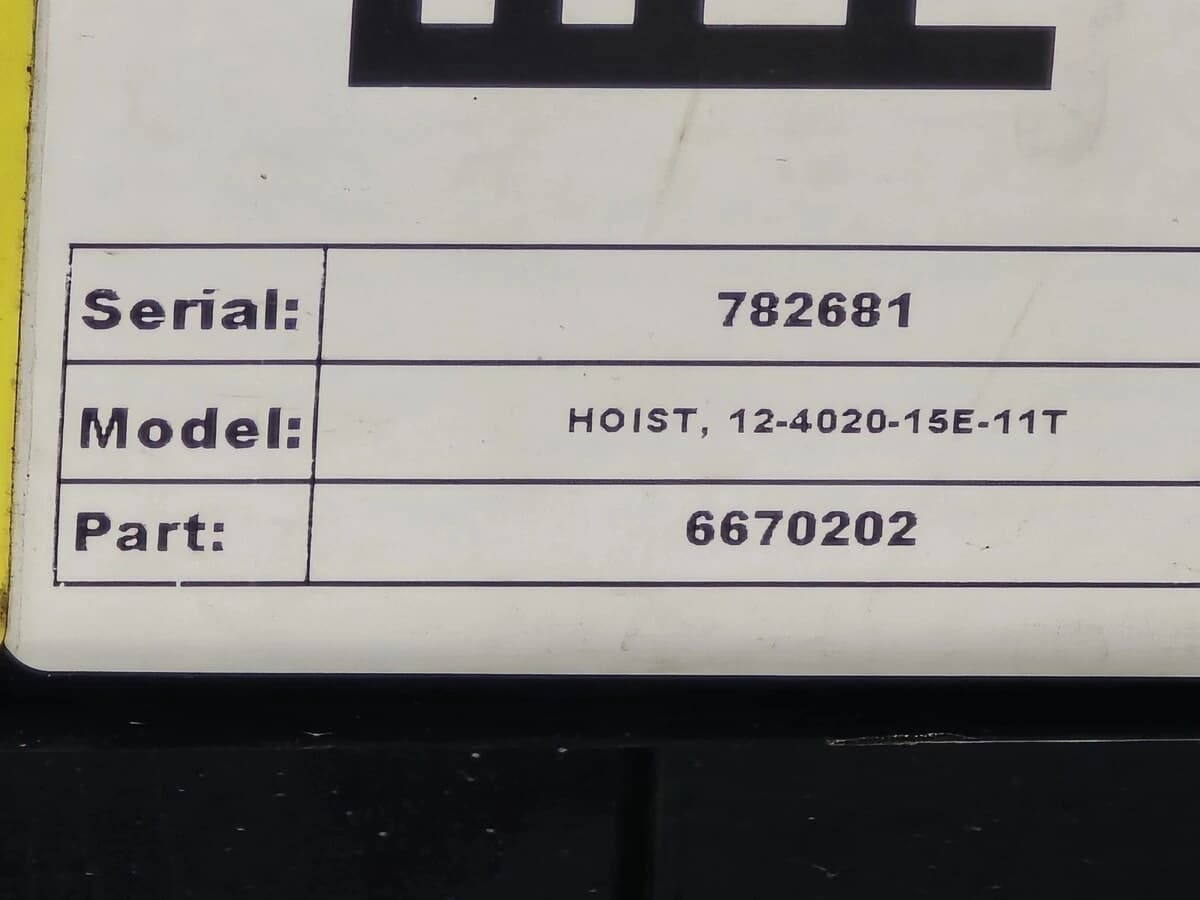 Serial: 782681
Model: HOIST, 12-4020-15E-11T
Part: 6670202